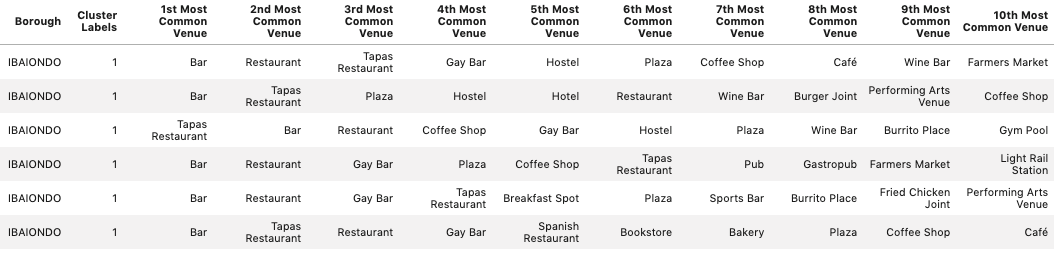 Borough Cluster Labels 1st Most Common Venue 2nd Most Common Venue 3rd Most Common Venue 4th Most Common Venue 5th Most Common Venue 6th Most Common Venue 7th Most Common Venue 8th Most Common Venue 9th Most Common Venue 10th Most Common Venue
IBAIONDO 1 Bar Restaurant Tapas Restaurant Gay Bar Hostel Plaza Coffee Shop Café Wine Bar Farmers Market
IBAIONDO 1 Bar Tapas Restaurant Plaza Hostel Hotel Restaurant Wine Bar Burger Joint Performing Arts Venue Coffee Shop
IBAIONDO 1 Tapas Restaurant Bar Restaurant Coffee Shop Gay Bar Hostel Plaza Wine Bar Burrito Place Gym Pool
IBAIONDO 1 Bar Restaurant Gay Bar Plaza Coffee Shop Tapas Restaurant Pub Gastropub Farmers Market Light Rail Station
IBAIONDO 1 Bar Restaurant Gay Bar Tapas Restaurant Breakfast Spot Plaza Sports Bar Burrito Place Fried Chicken Joint Performing Arts Venue
IBAIONDO 1 Bar Tapas Restaurant Restaurant Gay Bar Spanish Restaurant Bookstore Bakery Plaza Coffee Shop Café